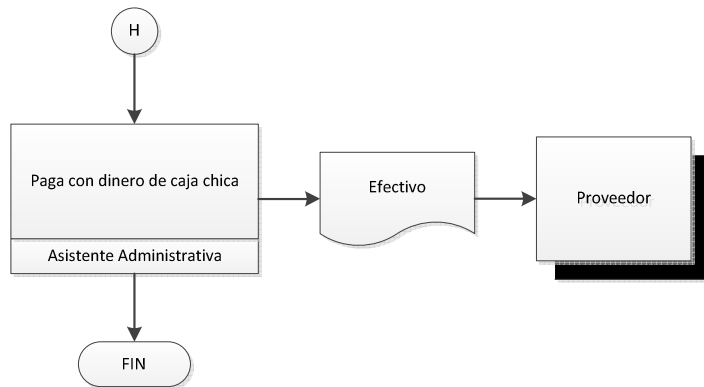 H
Paga con dinero de caja chica
Efectivo
Proveedor
Asistente Administrativa
FIN